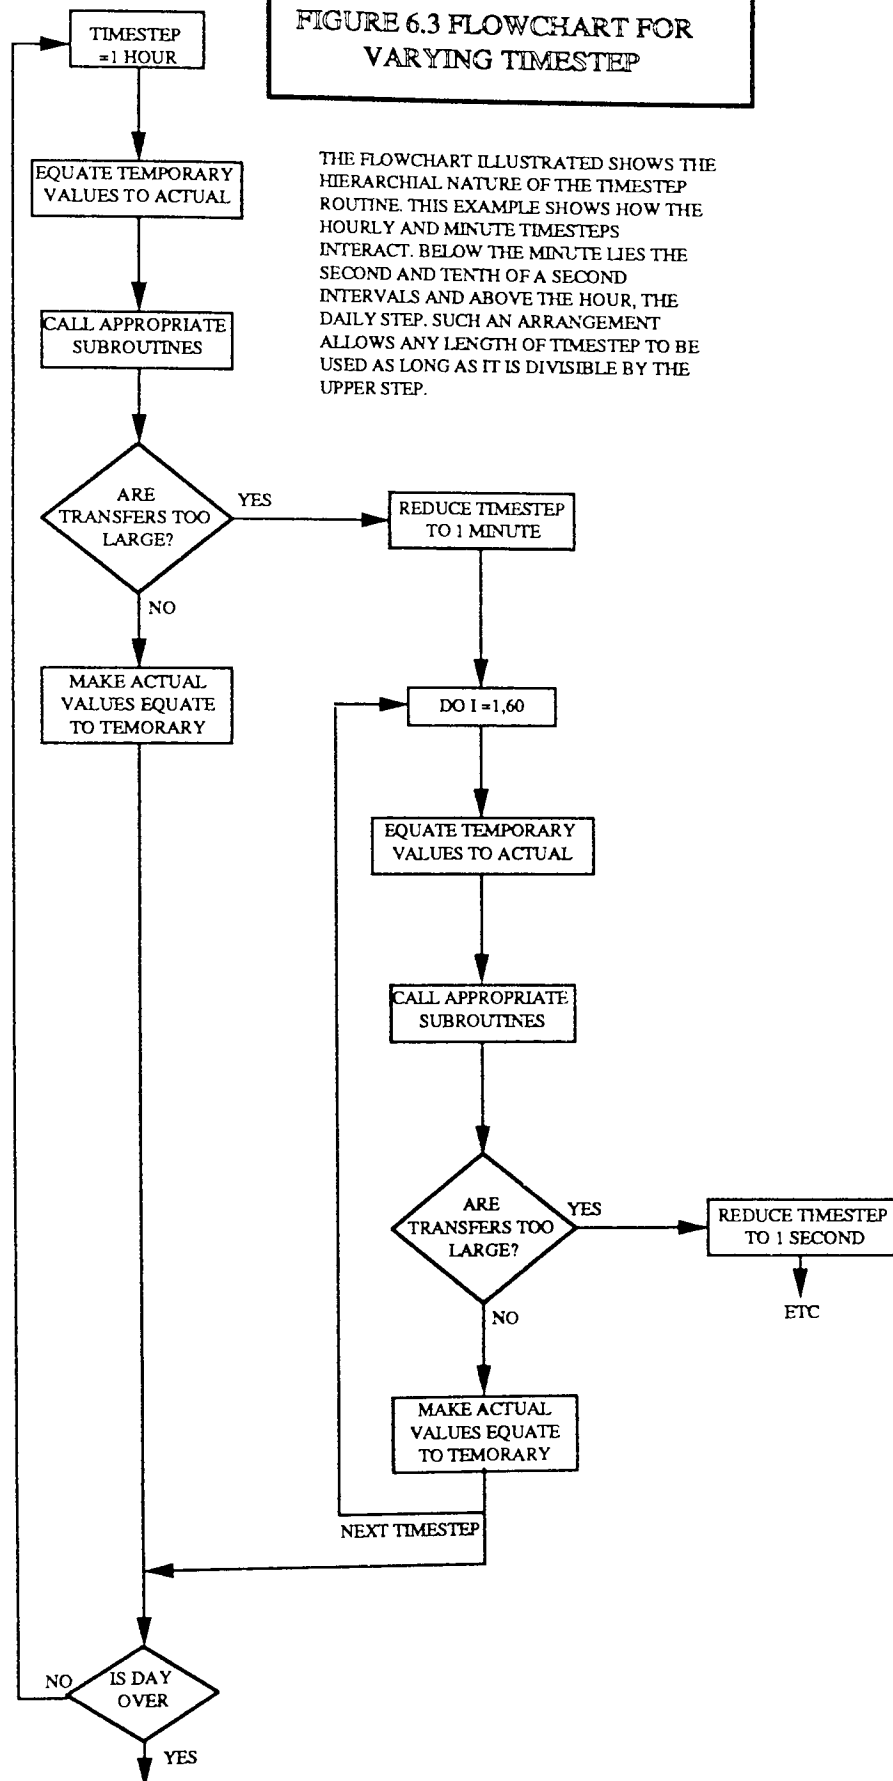 FIGURE 6.3 FLOWCHART FOR
VARYING TIMESTEP
THE FLOWCHART ILLUSTRATED SHOWS THE
HIERARCHIAL NATURE OF THE TIMESTEP
ROUTINE. THIS EXAMPLE SHOWS HOW THE
HOURLY AND MINUTE TIMESTEPS
INTERACT. BELOW THE MINUTE LIES THE
SECOND AND TENTH OF A SECOND
INTERVALS AND ABOVE THE HOUR, THE
DAILY STEP. SUCH AN ARRANGEMENT
ALLOWS ANY LENGTH OF TIMESTEP TO BE
USED AS LONG AS IT IS DIVISIBLE BY THE
UPPER STEP.
TIMESTEP
=1 HOUR
EQUATE TEMPORARY
VALUES TO ACTUAL
CALL APPROPRIATE
SUBROUTINES
ARE
TRANSFERS TOO
LARGE?
YES
NO
MAKE ACTUAL
VALUES EQUATE
TO TEMORARY
REDUCE TIMESTEP
TO 1 MINUTE
DO I =1,60
EQUATE TEMPORARY
VALUES TO ACTUAL
CALL APPROPRIATE
SUBROUTINES
ARE
TRANSFERS TOO
LARGE?
YES
REDUCE TIMESTEP
TO 1 SECOND
ETC
NO
MAKE ACTUAL
VALUES EQUATE
TO TEMORARY
NEXT TIMESTEP
IS DAY
OVER
NO
YES